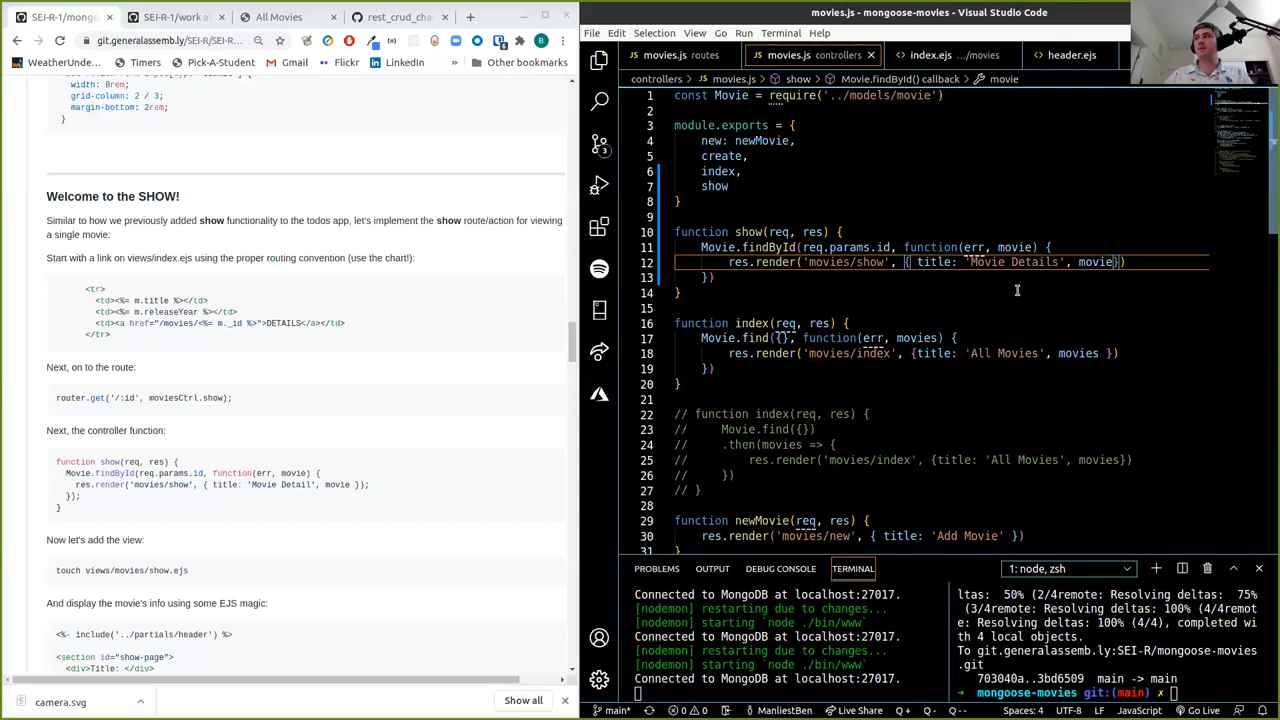 SEI-R-1/mong
SEI-R-1/work a
All Movies
rest_crud_cha
git.generalassemb.ly/SEI-R/SEI-R...
WeatherUnde...
Timers
Pick-A-Student
Gmail
Flickr
LinkedIn
Other bookmarks
width: 8rem;
grid-column: 2 / 3;
margin-bottom: 2rem;
}
Welcome to the SHOW!
Similar to how we previously added show functionality to the todos app, let's implement the show route/action for viewing
a single movie:
Start with a link on views/index.ejs using the proper routing convention (use the chart!):
<tr>
<td><%= m.title %></td>
<td><%= m.releaseYear %></td>
<td><a href="/movies/<%= m._id %>">DETAILS</a></td>
</tr>
Next, on to the route:
router.get('/:id', moviesCtrl.show);
Next, the controller function:
function show(req, res) {
Movie.findById(req.params.id, function(err, movie) {
res.render('movies/show', { title: 'Movie Detail', movie });
});
}
Now let's add the view:
touch views/movies/show.ejs
And display the movie's info using some EJS magic:
<%- include('../partials/header') %>
<section id="show-page">
<div>Title: </div>
camera.svg
Show all
movies.js - mongoose-movies - Visual Studio Code
File Edit Selection View Go Run Terminal Help
movies.js routes
movies.js controllers
index.ejs .../movies
header.ejs
controllers > movies.js > show > Movie.findById() callback > movie
1 const Movie = require('../models/movie')
2
3 module.exports = {
4 new: newMovie,
5 create,
6 index,
7 show
8 }
9
10 function show(req, res) {
11 Movie.findById(req.params.id, function(err, movie) {
12 res.render('movies/show', { title: 'Movie Details', movie})
13 })
14 }
15
16 function index(req, res) {
17 Movie.find({}, function(err, movies) {
18 res.render('movies/index', {title: 'All Movies', movies })
19 })
20 }
21
22 // function index(req, res) {
23 // Movie.find({})
24 // .then(movies => {
25 // res.render('movies/index', {title: 'All Movies', movies})
26 // })
27 // }
28
29 function newMovie(req, res) {
30 res.render('movies/new', { title: 'Add Movie' })
31 }
PROBLEMS OUTPUT DEBUG CONSOLE TERMINAL
1: node, zsh
Connected to MongoDB at localhost:27017.
[nodemon] restarting due to changes...
[nodemon] starting `node ./bin/www`
Connected to MongoDB at localhost:27017.
[nodemon] restarting due to changes...
[nodemon] starting `node ./bin/www`
Connected to MongoDB at localhost:27017.
ltas: 50% (2/4remote: Resolving deltas: 75%
(3/4remote: Resolving deltas: 100% (4/4remot
e: Resolving deltas: 100% (4/4), completed wi
th 4 local objects.
To git.generalassemb.ly:SEI-R/mongoose-movies
.git
703040a..3bd6509 main -> main
→ mongoose-movies git:(main) ✗
3
main*
0 0
ManliestBen
Live Share
Q+
Q←
Q--
Spaces: 4
UTF-8
LF
JavaScript
Go Live